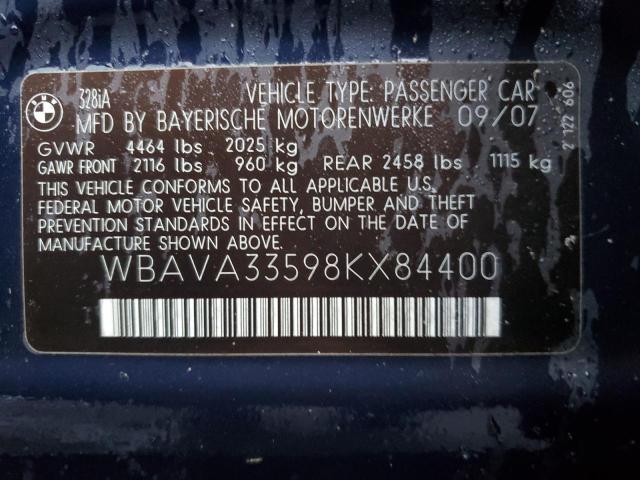 BMW
328iA VEHICLE TYPE: PASSENGER CAR
MFD BY BAYERISCHE MOTORENWERKE 09/07
GVWR 4464 lbs 2025 kg
GAWR FRONT 2116 lbs 960 kg REAR 2458 lbs 1115 kg
THIS VEHICLE CONFORMS TO ALL APPLICABLE U.S.
FEDERAL MOTOR VEHICLE SAFETY, BUMPER AND THEFT
PREVENTION STANDARDS IN EFFECT ON THE DATE OF
MANUFACTURE SHOWN ABOVE.
WBAVA33598KX84400
2 122 606